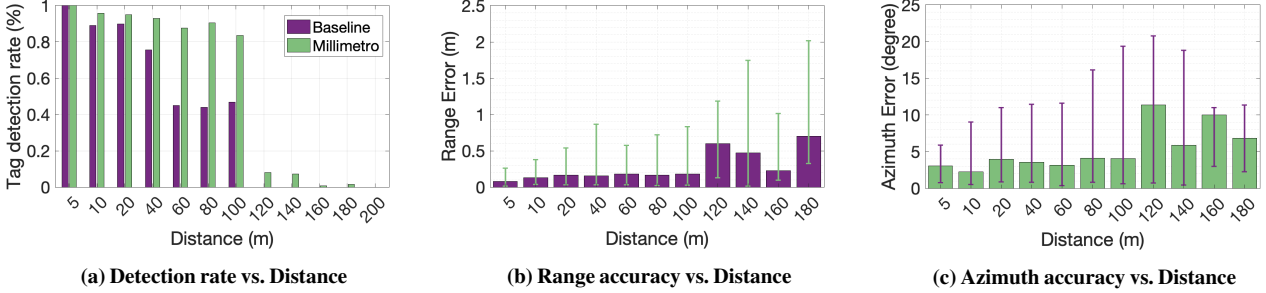 Tag detection rate (%)
1
0.8
0.6
0.4
0.2
0
Baseline
Millimetro
5 10 20 40 60 80 100 120 140 160 180 200
Distance (m)
(a) Detection rate vs. Distance
Range Error (m)
2.5
2
1.5
1
0.5
0
5 10 20 40 60 80 100 120 140 160 180
Distance (m)
(b) Range accuracy vs. Distance
Azimuth Error (degree)
25
20
15
10
5
0
5 10 20 40 60 80 100 120 140 160 180
Distance (m)
(c) Azimuth accuracy vs. Distance